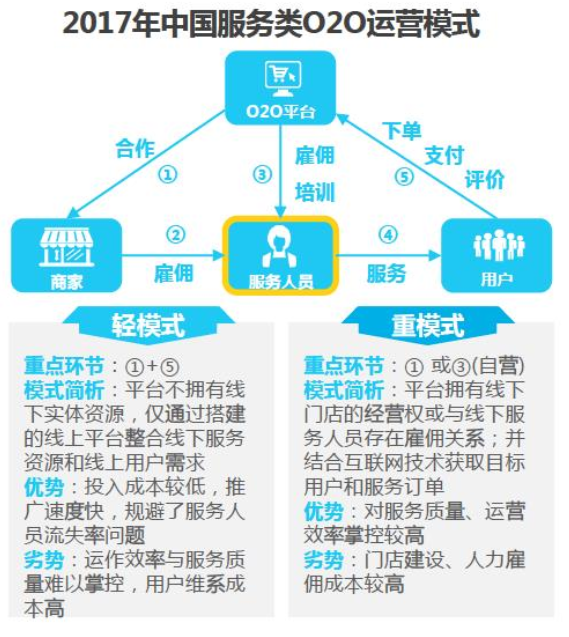 2017年中国服务类O2O运营模式
O2O平台
合作
①
③
雇佣
培训
下单
支付
评价
⑤
商家
②
雇佣
服务人员
④
服务
用户
轻模式
重点环节：①+⑤
模式简析：平台不拥有线
下实体资源，仅通过搭建
的线上平台整合线下服务
资源和线上用户需求
优势：投入成本较低，推
广速度快，规避了服务人
员流失率问题
劣势：运作效率与服务质
量难以掌控，用户维系成
本高
重模式
重点环节：① 或③(自营)
模式简析：平台拥有线下
门店的经营权或与线下服
务人员存在雇佣关系；并
结合互联网技术获取目标
用户和服务订单
优势：对服务质量、运营
效率掌控较高
劣势：门店建设、人力雇
佣成本较高